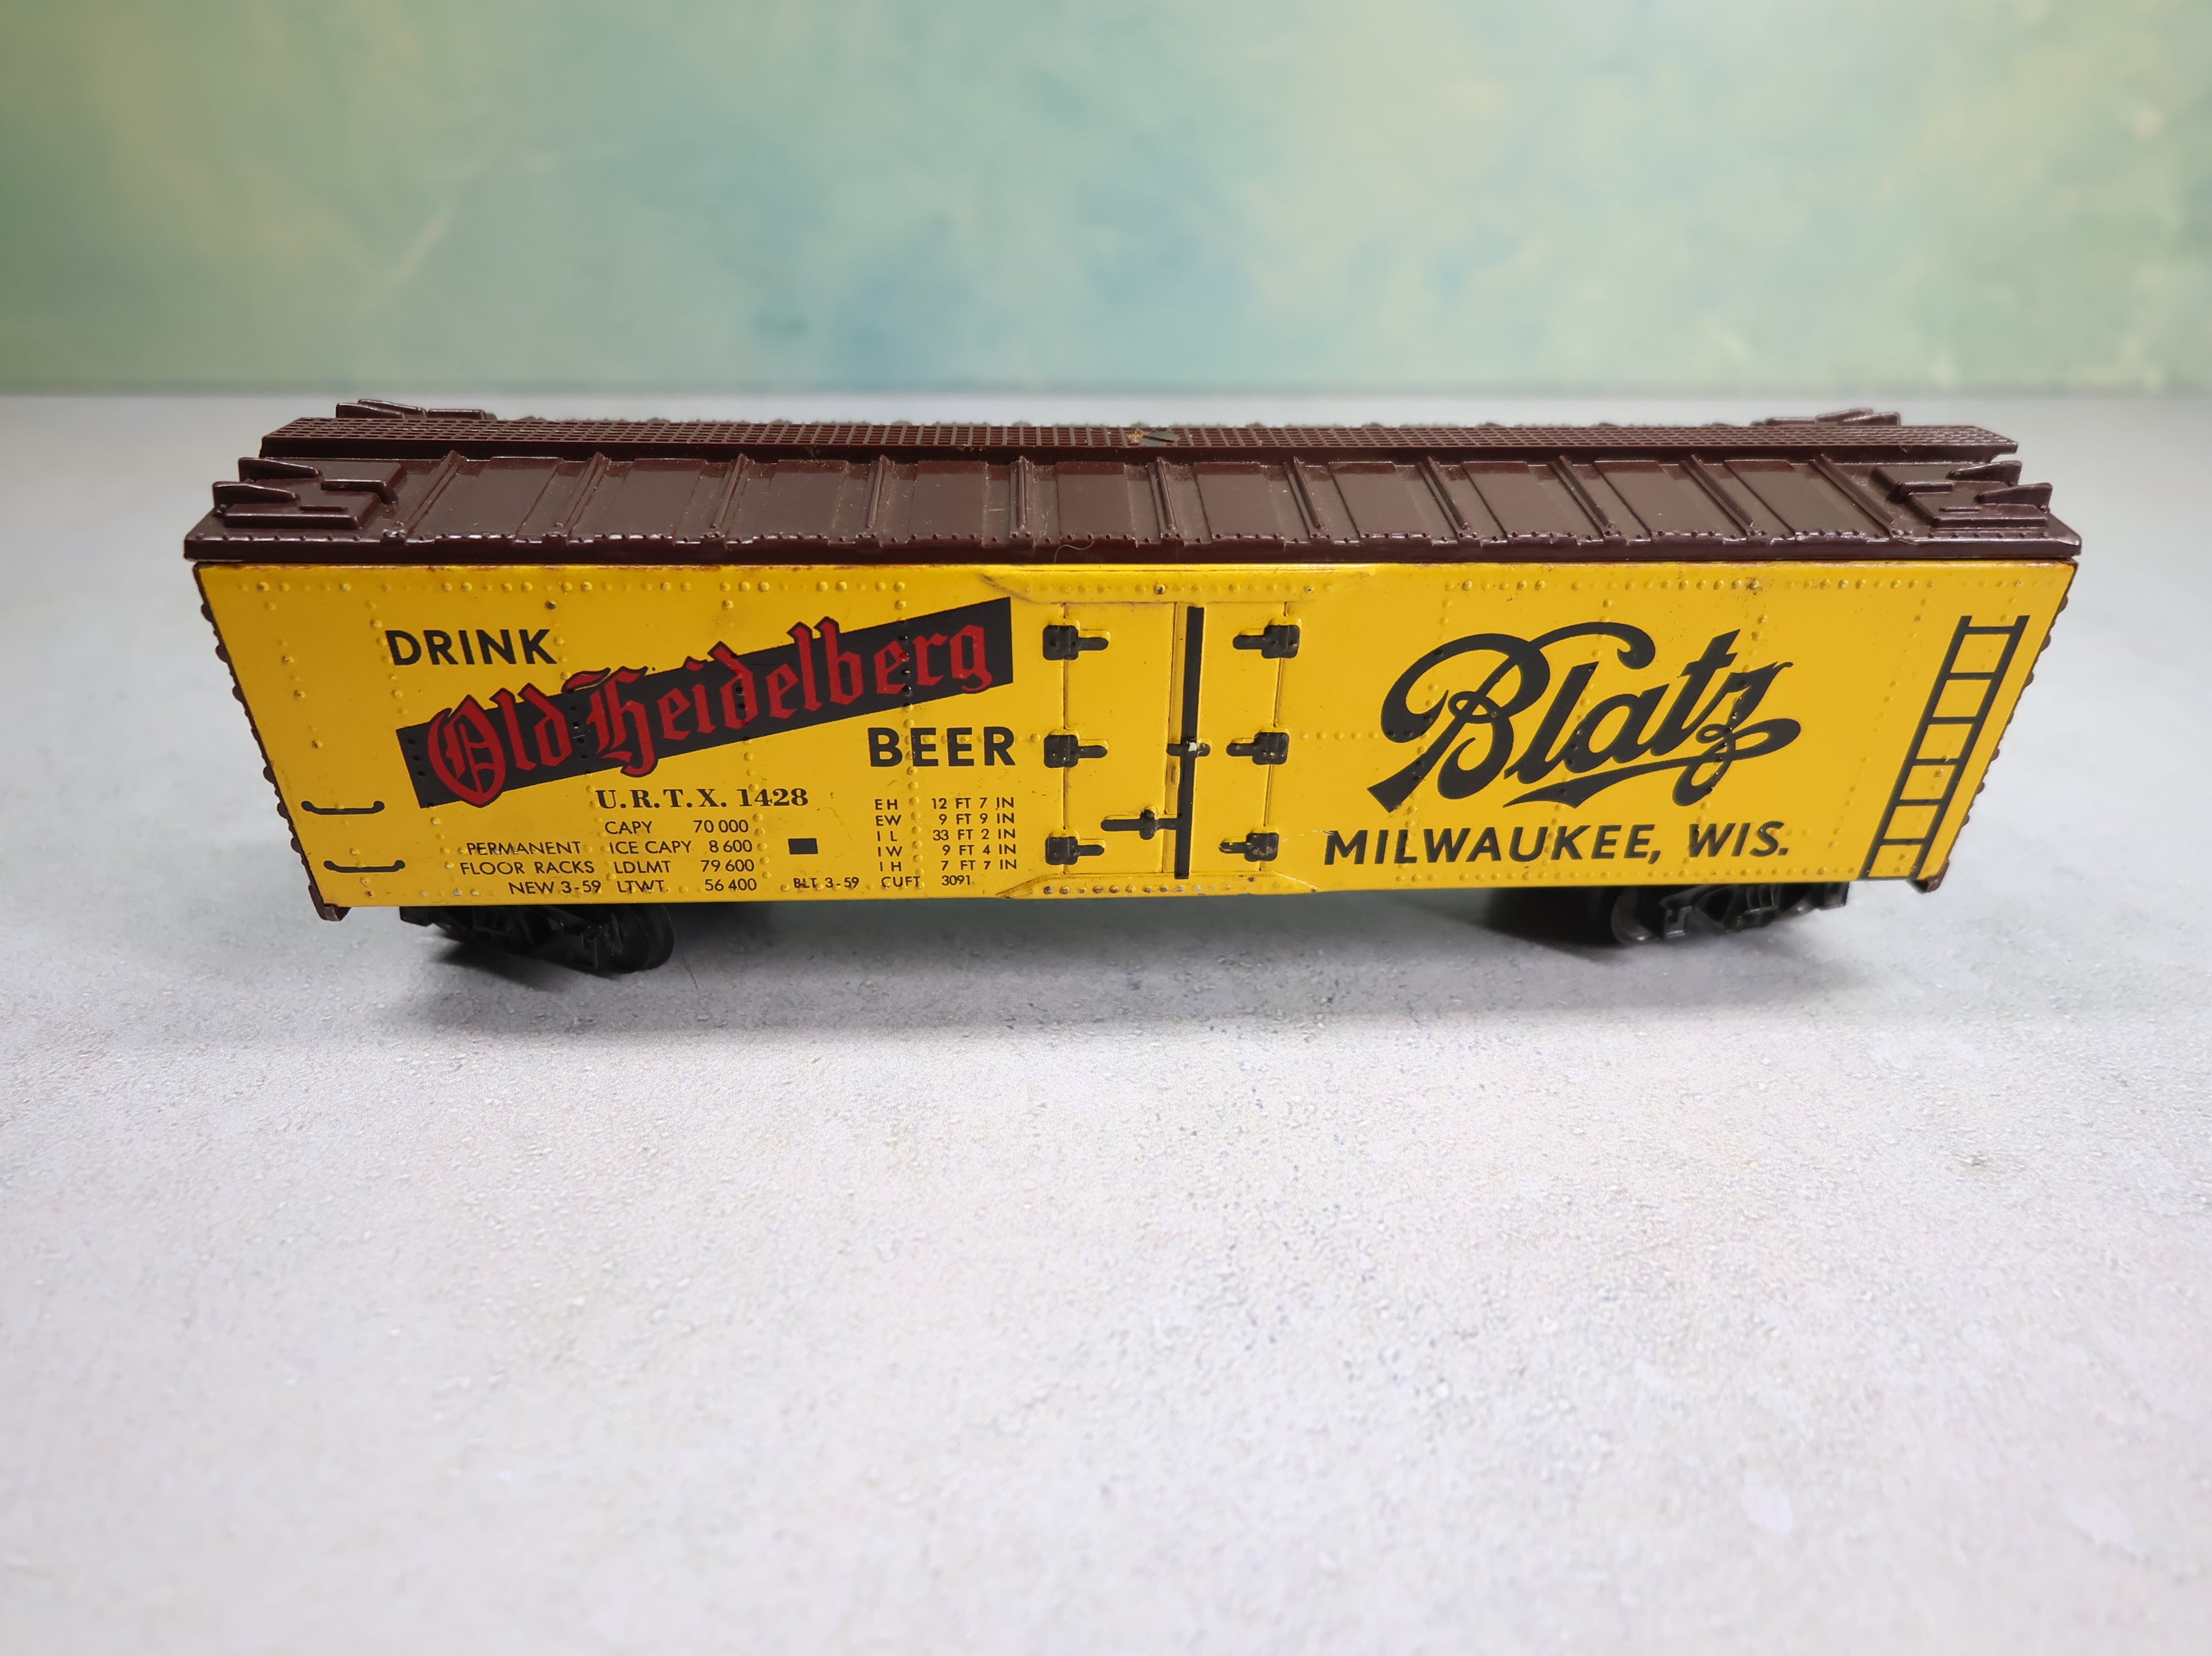 DRINK
Old Heidelberg
BEER
U.R.T.X. 1428
CAPY 70 000
PERMANENT ICE CAPY 8 600
FLOOR RACKS LDLMT 79 600
NEW 3-59 LTWT. 56 400 BLT 3-59
EH 12 FT 7 IN
EW 9 FT 9 IN
IL 33 FT 2 IN
IW 9 FT 4 IN
IH 7 FT 7 IN
CUFT 3091
Blatz
MILWAUKEE, WIS.